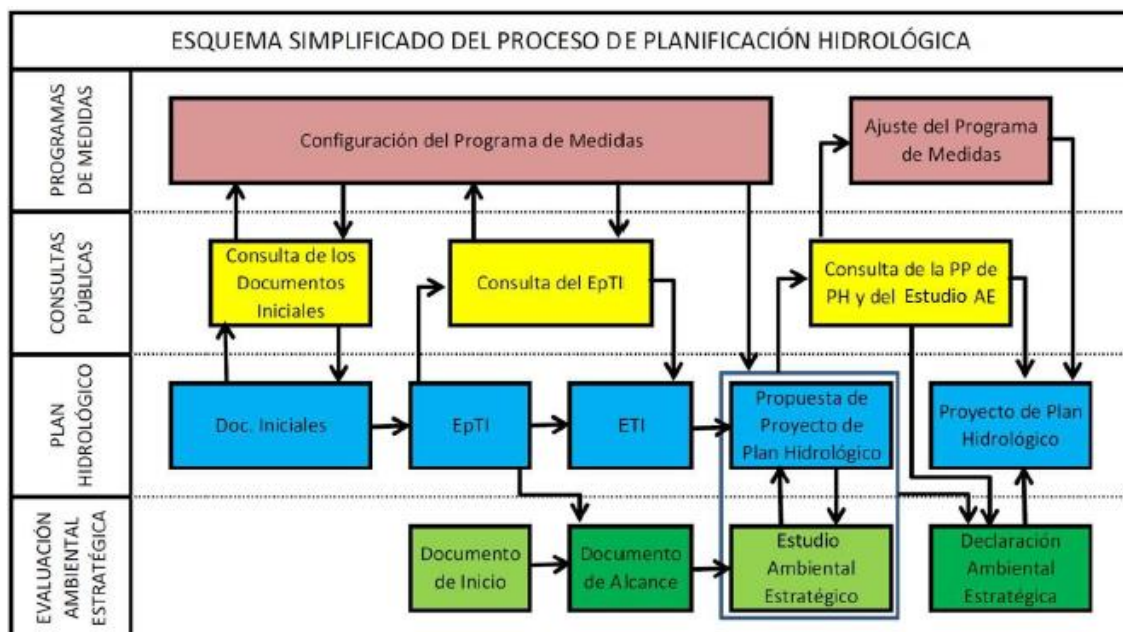 ESQUEMA SIMPLIFICADO DEL PROCESO DE PLANIFICACIÓN HIDROLÓGICA
PROGRAMAS
DE MEDIDAS
Configuración del Programa de Medidas
Ajuste del Programa
de Medidas
CONSULTAS
PÚBLICAS
Consulta de los
Documentos
Iniciales
Consulta del EpTI
Consulta de la PP de
PH y del Estudio AE
PLAN
HIDROLÓGICO
Doc. Iniciales
EpTI
ETI
Propuesta de
Proyecto de
Plan Hidrológico
Proyecto de Plan
Hidrológico
EVALUACIÓN
AMBIENTAL
ESTRATÉGICA
Documento
de Inicio
Documento
de Alcance
Estudio
Ambiental
Estratégico
Declaración
Ambiental
Estratégica